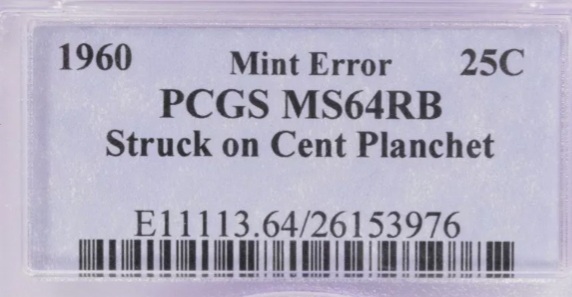 1960 Mint Error 25C
PCGS MS64RB
Struck on Cent Planchet
E11113.64/26153976